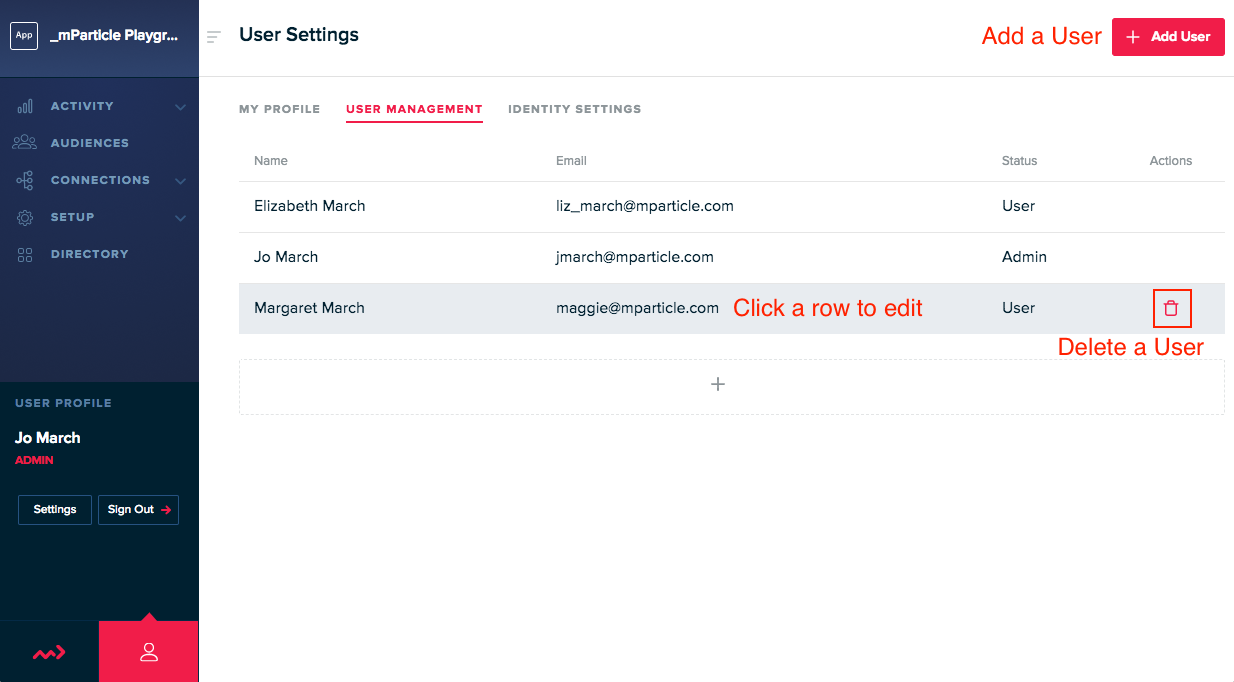 App
_mParticle Playgr...
ACTIVITY
AUDIENCES
CONNECTIONS
SETUP
DIRECTORY
USER PROFILE
Jo March
ADMIN
Settings
Sign Out
User Settings
Add a User
Add User
MY PROFILE
USER MANAGEMENT
IDENTITY SETTINGS
Name Email Status Actions
Elizabeth March liz_march@mparticle.com User
Jo March jmarch@mparticle.com Admin
Margaret March maggie@mparticle.com Click a row to edit User
Delete a User